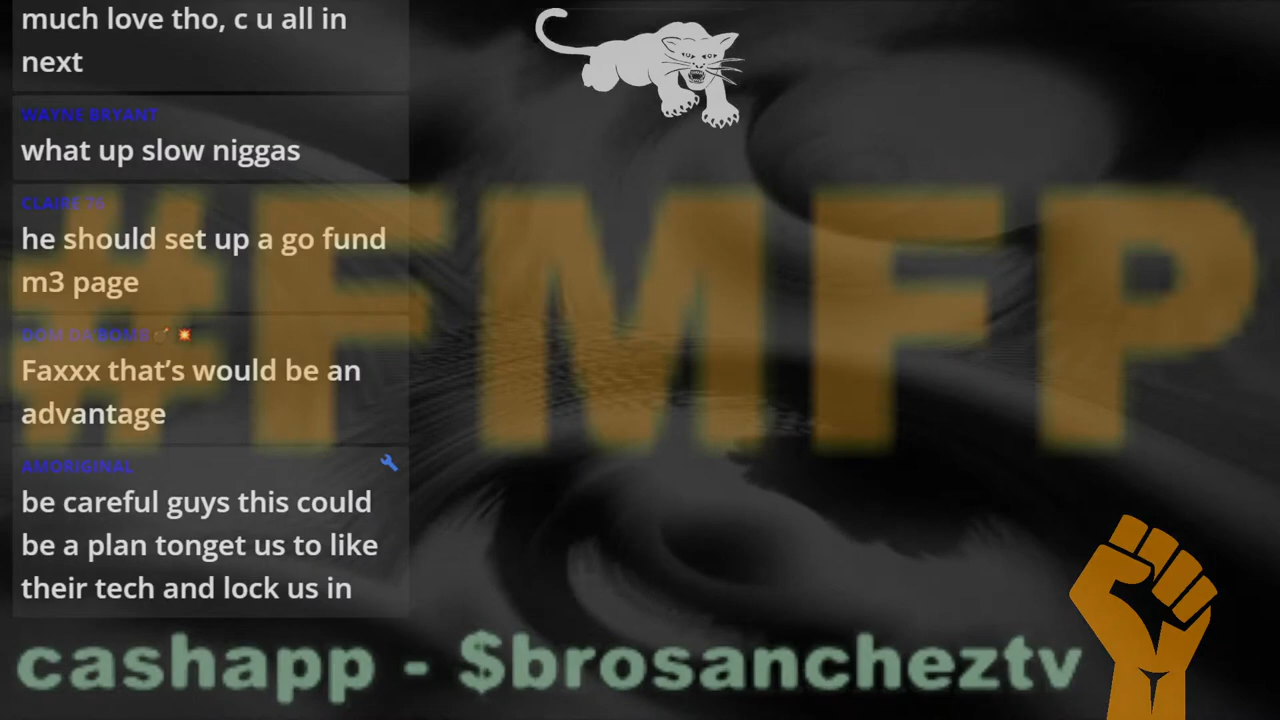 much love tho, c u all in
next
WAYNE BRYANT
what up slow niggas
CLAIRE 76
he should set up a go fund
m3 page
DOM DA BOMB💣💥
Faxxx that's would be an
advantage
AMORIGINAL
be careful guys this could
be a plan tonget us to like
their tech and lock us in
#FMFP
cashapp - $brosancheztv